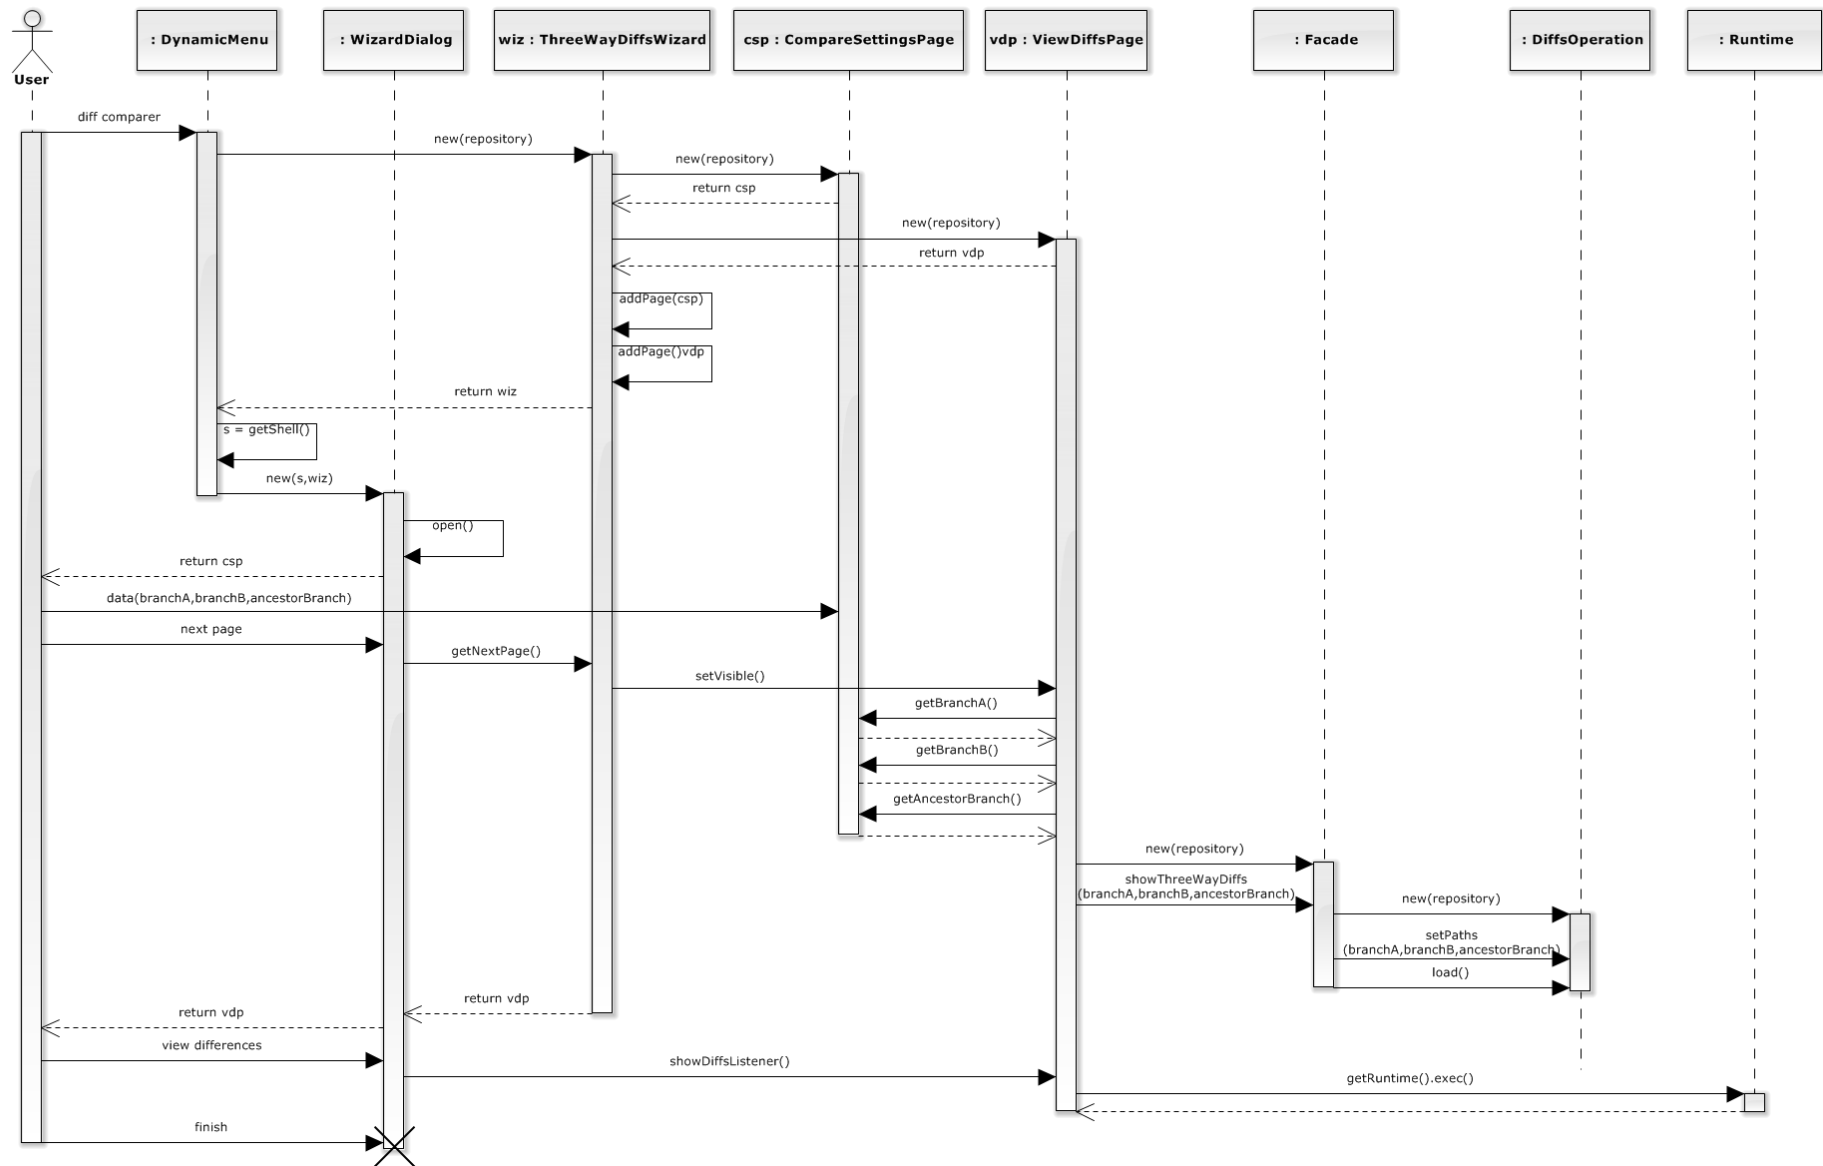 User
: DynamicMenu
: WizardDialog
wiz : ThreeWayDiffsWizard
csp : CompareSettingsPage
vdp : ViewDiffsPage
: Facade
: DiffsOperation
: Runtime
diff comparer
new(repository)
new(repository)
return csp
new(repository)
return vdp
addPage(csp)
addPage()vdp
return wiz
s = getShell()
new(s,wiz)
open()
return csp
data(branchA,branchB,ancestorBranch)
next page
getNextPage()
setVisible()
getBranchA()
getBranchB()
getAncestorBranch()
new(repository)
showThreeWayDiffs
(branchA,branchB,ancestorBranch)
new(repository)
setPaths
(branchA,branchB,ancestorBranch)
load()
return vdp
return vdp
view differences
showDiffsListener()
getRuntime().exec()
finish